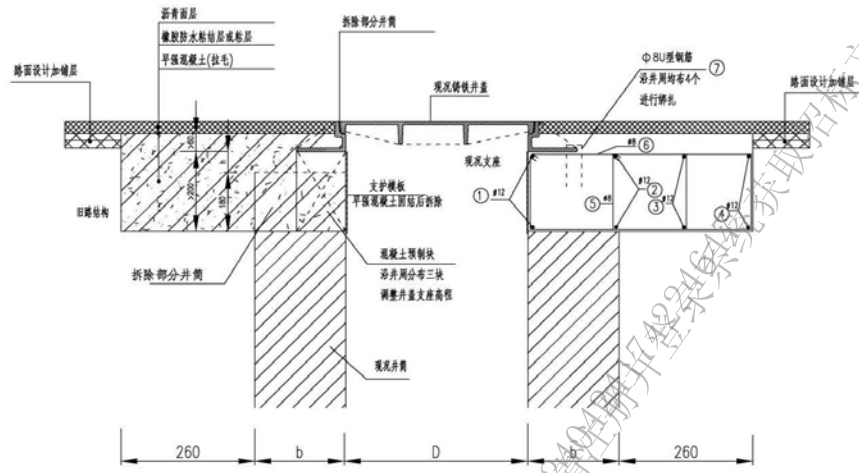 沥青面层
橡胶防水粘结层或粘层
早强混凝土(拉毛)
路面设计加铺层
拆除部分井筒
现况铸铁井盖
Φ8U型钢筋 ⑦
沿井周均布4个
进行绑扎
路面设计加铺层
>60
h
>200
180
旧路结构
支护模板
早强混凝土固结后拆除
现况支座
ø8 ⑥
① ø12
⑤ ø8
ø12 ②
③ ø12
④ ø12
拆除部分井筒
混凝土预制块
沿井周分布三块
调整井盖支座高程
现况井筒
260 b D b 260